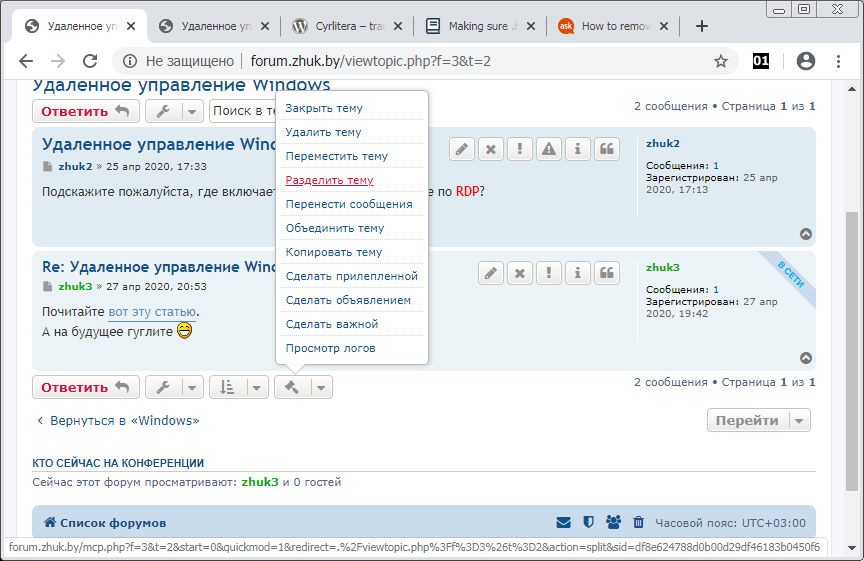 Удаленное уп
Удаленное уп
Cyrlitera – tra
Making sure .h
ask How to remov
Не защищено forum.zhuk.by/viewtopic.php?f=3&t=2 01
Удаленное управление Windows
Ответить Поиск в те 2 сообщения • Страница 1 из 1
Закрыть тему
Удалить тему
Переместить тему
Разделить тему
Перенести сообщения
Объединить тему
Копировать тему
Сделать прилепленной
Сделать объявлением
Сделать важной
Просмотр логов
Удаленное управление Wind
zhuk2 » 25 апр 2020, 17:33
Подскажите пожалуйста, где включает е по RDP?
zhuk2
Сообщения: 1
Зарегистрирован: 25 апр
2020, 17:13
Re: Удаленное управление Wind
zhuk3 » 27 апр 2020, 20:53
Почитайте вот эту статью.
А на будущее гуглите
zhuk3
Сообщения: 1
Зарегистрирован: 27 апр
2020, 19:42
В СЕТИ
Ответить 2 сообщения • Страница 1 из 1
Вернуться в «Windows» Перейти
КТО СЕЙЧАС НА КОНФЕРЕНЦИИ
Сейчас этот форум просматривают: zhuk3 и 0 гостей
Список форумов Часовой пояс: UTC+03:00
forum.zhuk.by/mcp.php?f=3&t=2&start=0&quickmod=1&redirect=.%2Fviewtopic.php%3Ff%3D3%26t%3D2&action=split&sid=df8e624788d0b00d29df46183b0450f6